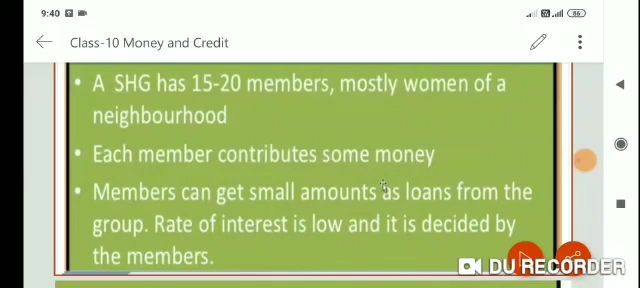 9:40
86
Class-10 Money and Credit
• A SHG has 15-20 members, mostly women of a
neighbourhood
• Each member contributes some money
• Members can get small amounts as loans from the
group. Rate of interest is low and it is decided by
the members.
DU RECORDER